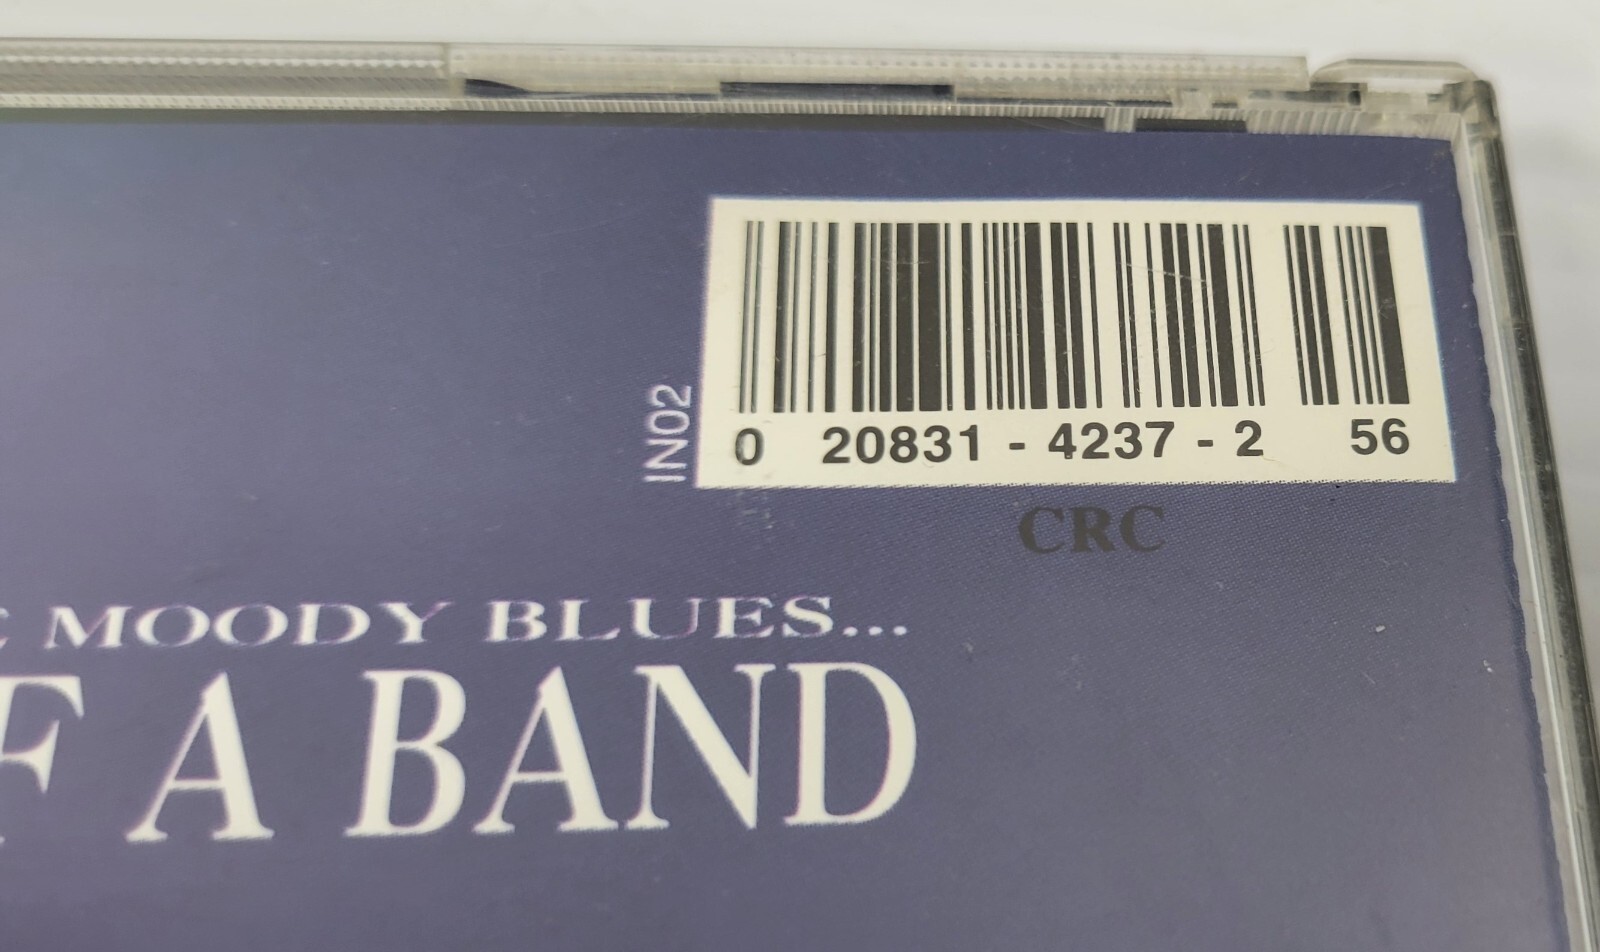 IN02
0 20831 - 4237 - 2 56
CRC
MOODY BLUES...
F A BAND